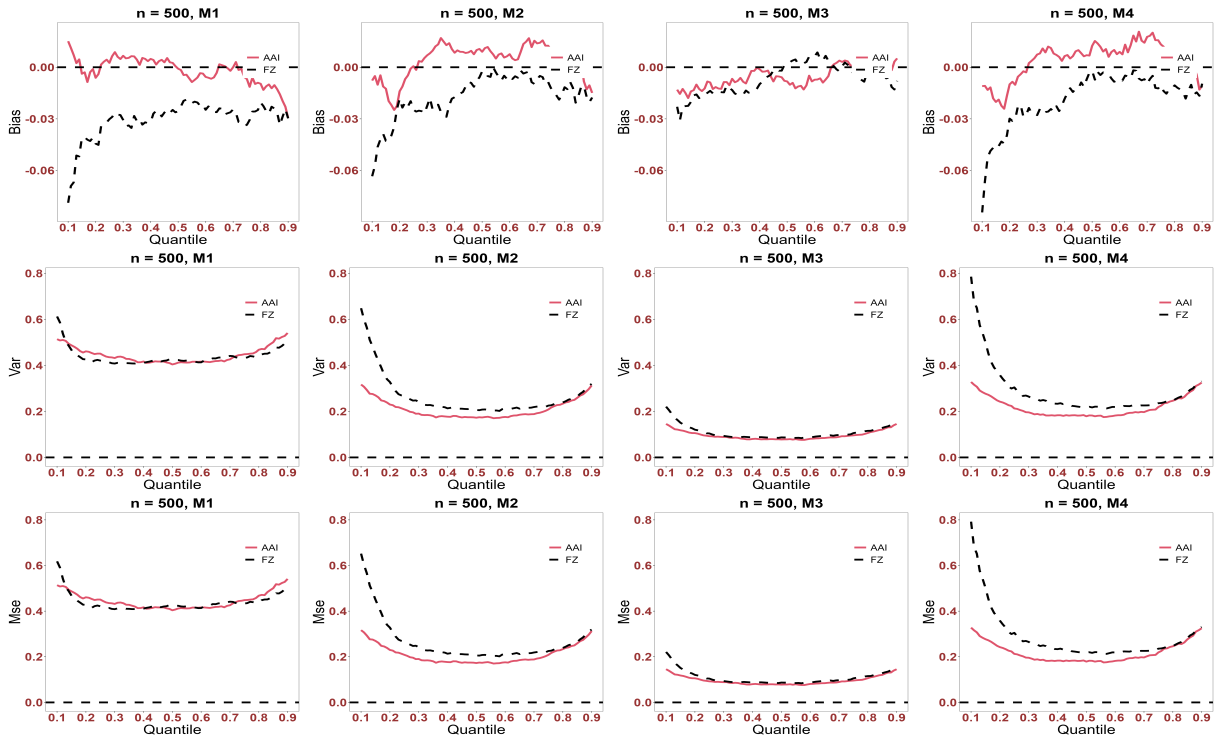 n = 500, M1
n = 500, M2
n = 500, M3
n = 500, M4
Bias
0.00
-0.03
-0.06
AAI
FZ
0.1 0.2 0.3 0.4 0.5 0.6 0.7 0.8 0.9
Quantile
Bias
0.00
-0.03
-0.06
AAI
FZ
0.1 0.2 0.3 0.4 0.5 0.6 0.7 0.8 0.9
Quantile
Bias
0.00
-0.03
-0.06
AAI
FZ
0.1 0.2 0.3 0.4 0.5 0.6 0.7 0.8 0.9
Quantile
Bias
0.00
-0.03
-0.06
AAI
FZ
0.1 0.2 0.3 0.4 0.5 0.6 0.7 0.8 0.9
Quantile
n = 500, M1
n = 500, M2
n = 500, M3
n = 500, M4
Var
0.8
0.6
0.4
0.2
0.0
AAI
FZ
0.1 0.2 0.3 0.4 0.5 0.6 0.7 0.8 0.9
Quantile
Var
0.8
0.6
0.4
0.2
0.0
AAI
FZ
0.1 0.2 0.3 0.4 0.5 0.6 0.7 0.8 0.9
Quantile
Var
0.8
0.6
0.4
0.2
0.0
AAI
FZ
0.1 0.2 0.3 0.4 0.5 0.6 0.7 0.8 0.9
Quantile
Var
0.8
0.6
0.4
0.2
0.0
AAI
FZ
0.1 0.2 0.3 0.4 0.5 0.6 0.7 0.8 0.9
Quantile
n = 500, M1
n = 500, M2
n = 500, M3
n = 500, M4
Mse
0.8
0.6
0.4
0.2
0.0
AAI
FZ
0.1 0.2 0.3 0.4 0.5 0.6 0.7 0.8 0.9
Quantile
Mse
0.8
0.6
0.4
0.2
0.0
AAI
FZ
0.1 0.2 0.3 0.4 0.5 0.6 0.7 0.8 0.9
Quantile
Mse
0.8
0.6
0.4
0.2
0.0
AAI
FZ
0.1 0.2 0.3 0.4 0.5 0.6 0.7 0.8 0.9
Quantile
Mse
0.8
0.6
0.4
0.2
0.0
AAI
FZ
0.1 0.2 0.3 0.4 0.5 0.6 0.7 0.8 0.9
Quantile